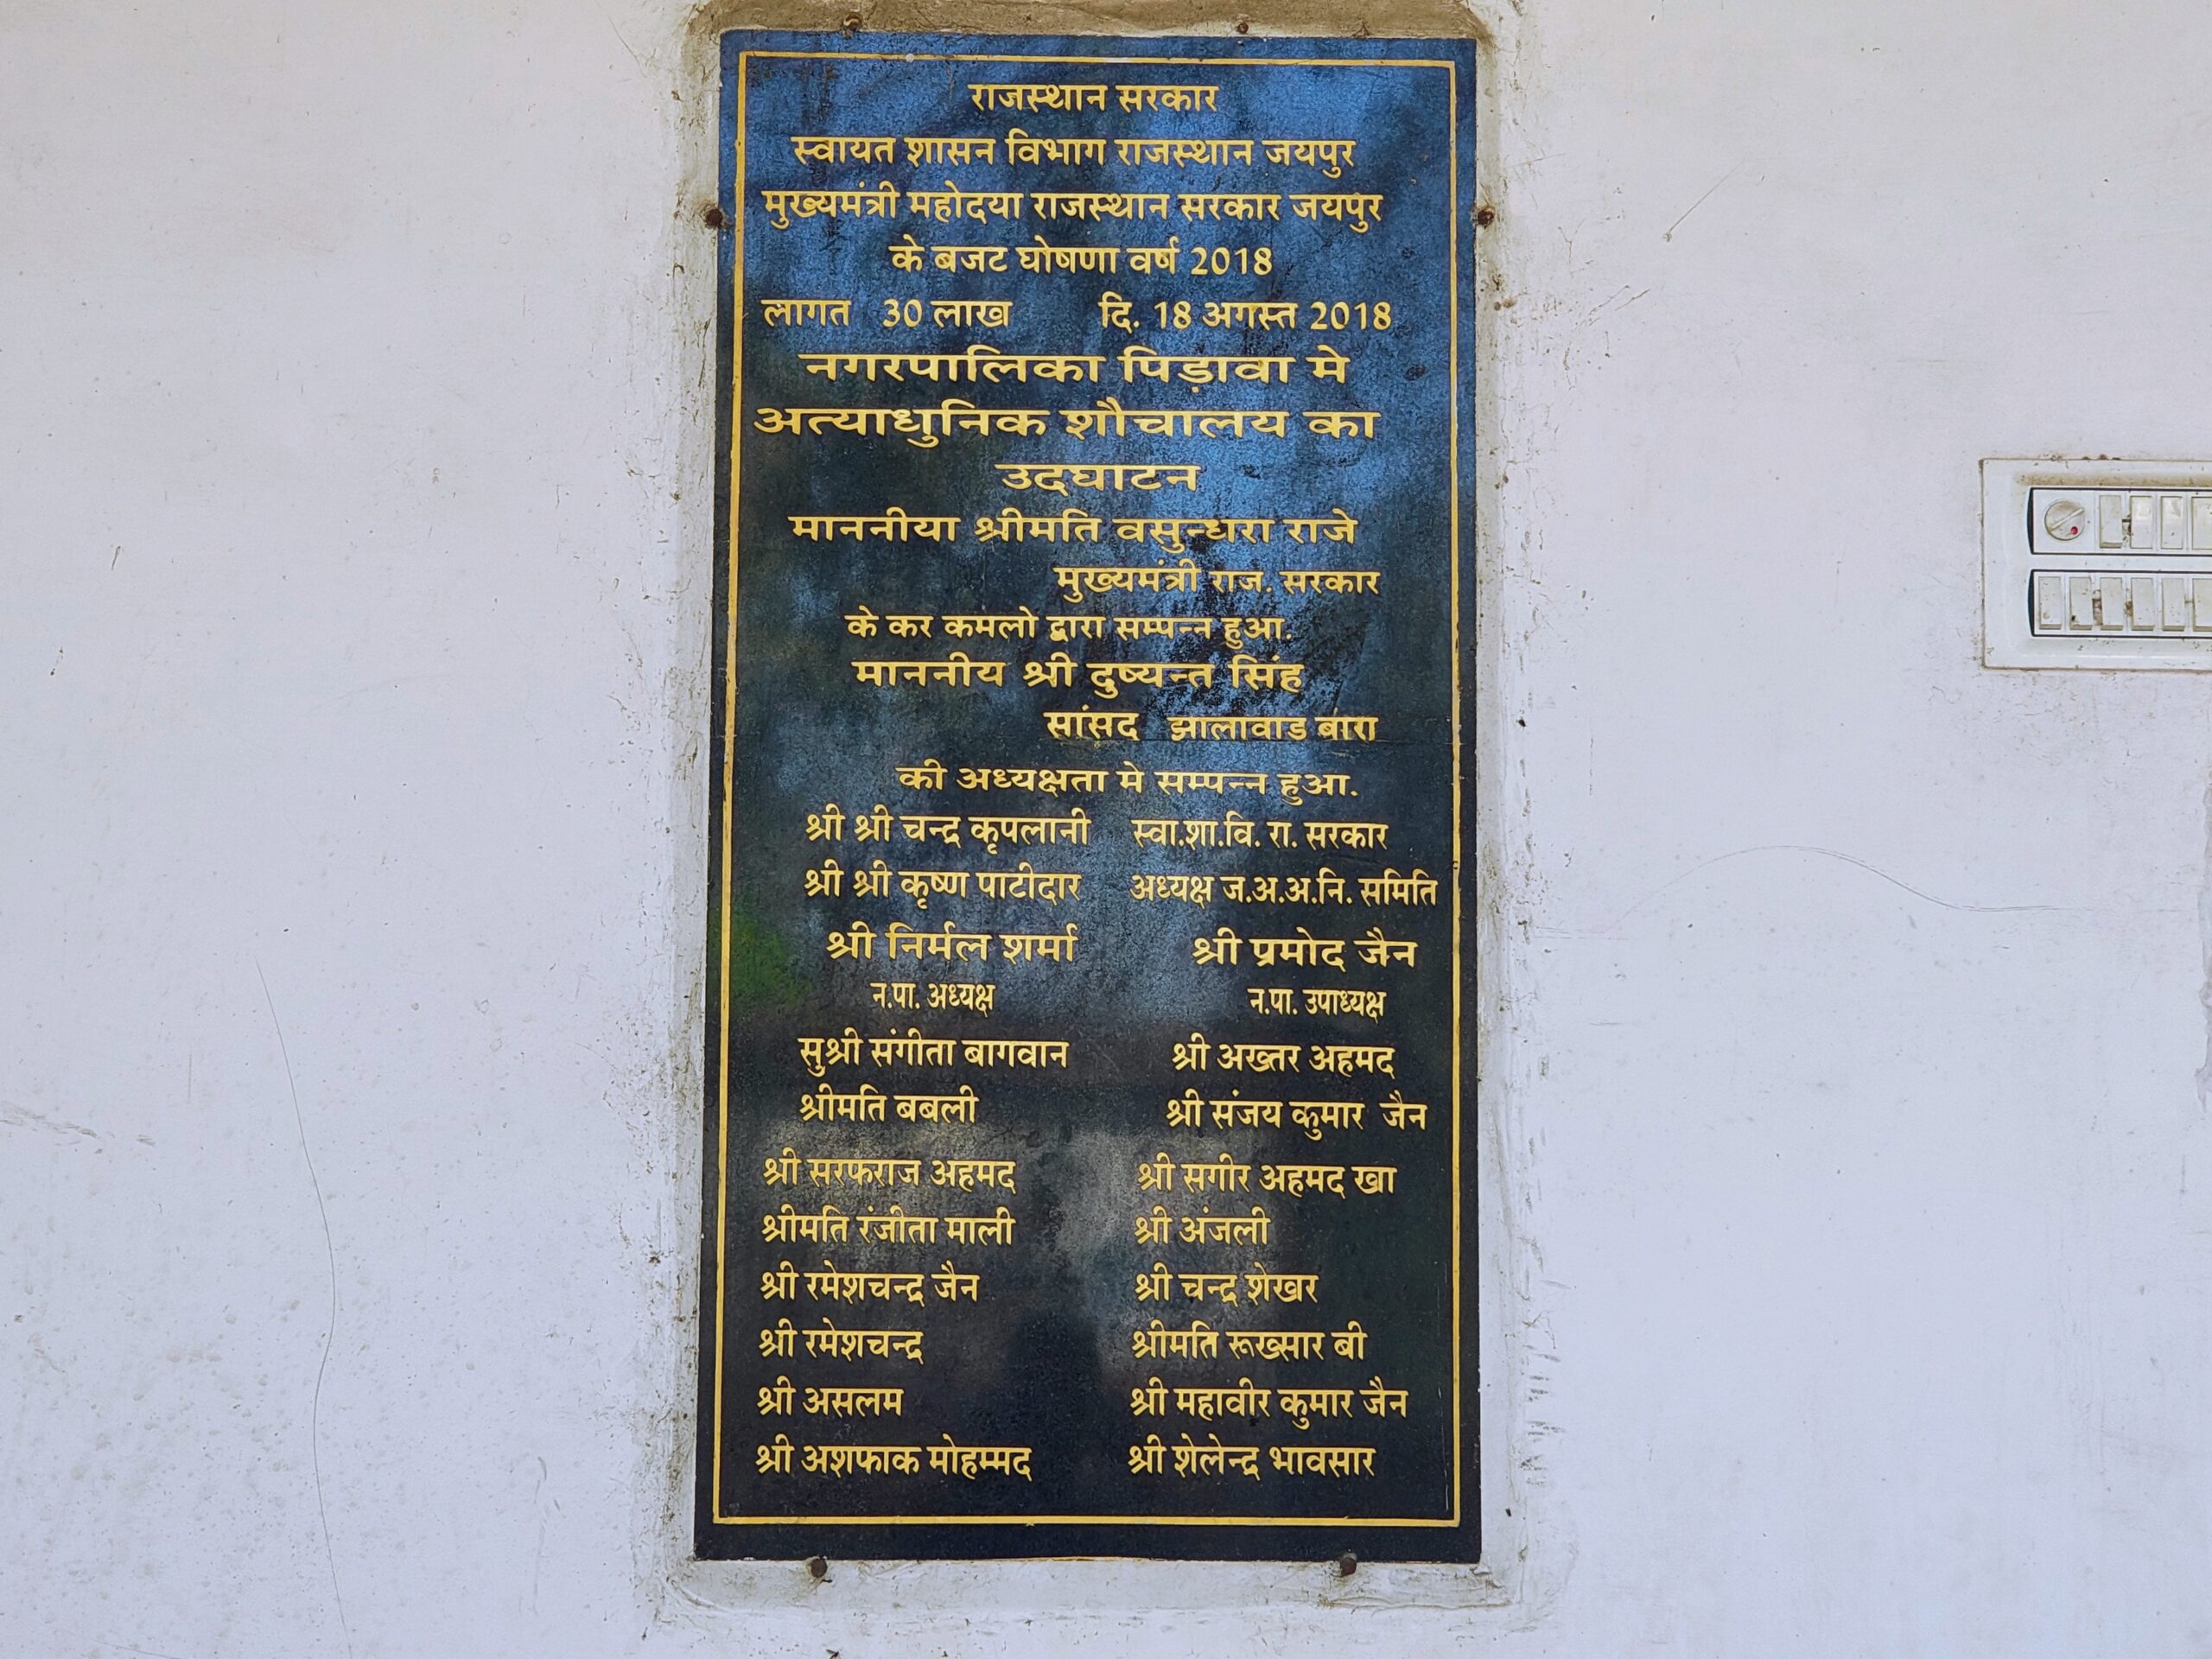 राजस्थान सरकार
स्वायत शासन विभाग राजस्थान जयपुर
मुख्यमंत्री महोदया राजस्थान सरकार जयपुर
के बजट घोषणा वर्ष 2018
लागत 30 लाख दि. 18 अगस्त 2018
नगरपालिका पिड़ावा मे
अत्याधुनिक शौचालय का
उदघाटन
माननीया श्रीमति वसुन्धरा राजे
मुख्यमंत्री राज. सरकार
के कर कमलो द्वारा सम्पन्न हुआ.
माननीय श्री दुष्यन्त सिंह
सांसद झालावाड बांरा
की अध्यक्षता मे सम्पन्न हुआ.
श्री श्री चन्द्र कृपलानी स्वा.शा.वि. रा. सरकार
श्री श्री कृष्ण पाटीदार अध्यक्ष ज.अ.अ.नि. समिति
श्री निर्मल शर्मा श्री प्रमोद जैन
न.पा. अध्यक्ष न.पा. उपाध्यक्ष
सुश्री संगीता बागवान श्री अख्तर अहमद
श्रीमति बबली श्री संजय कुमार जैन
श्री सरफराज अहमद श्री सगीर अहमद खा
श्रीमति रंजीता माली श्री अंजली
श्री रमेशचन्द्र जैन श्री चन्द्र शेखर
श्री रमेशचन्द्र श्रीमति रूख्सार बी
श्री असलम श्री महावीर कुमार जैन
श्री अशफाक मोहम्मद श्री शेलेन्द्र भावसार